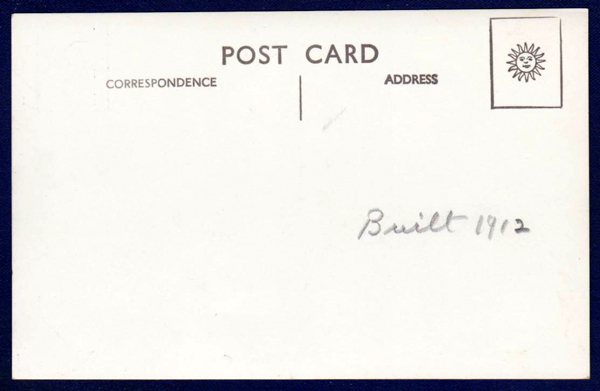 POST CARD
CORRESPONDENCE
ADDRESS
Built 1912